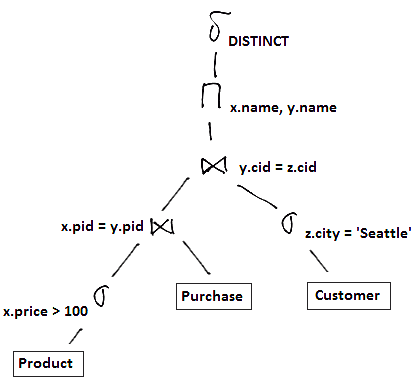 δ DISTINCT
Π x.name, y.name
⋈ y.cid = z.cid
x.pid = y.pid ⋈
σ z.city = 'Seattle'
x.price > 100 σ
Purchase
Customer
Product